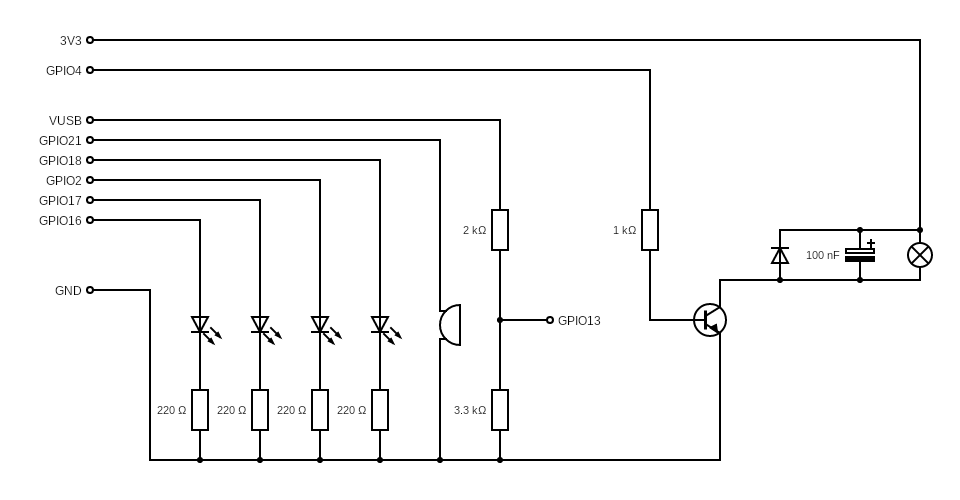 3V3
GPIO4
VUSB
GPIO21
GPIO18
GPIO2
GPIO17
GPIO16
2 kΩ
1 kΩ
100 nF
+
GND
GPIO13
220 Ω
220 Ω
220 Ω
220 Ω
3.3 kΩ